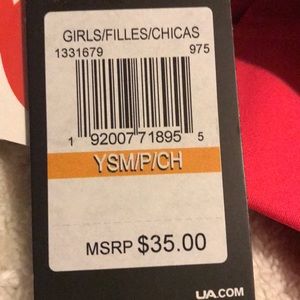 GIRLS/FILLES/CHICAS
1331679 975
1 92007 71895 5
YSM/P/CH
MSRP $35.00
UA.COM